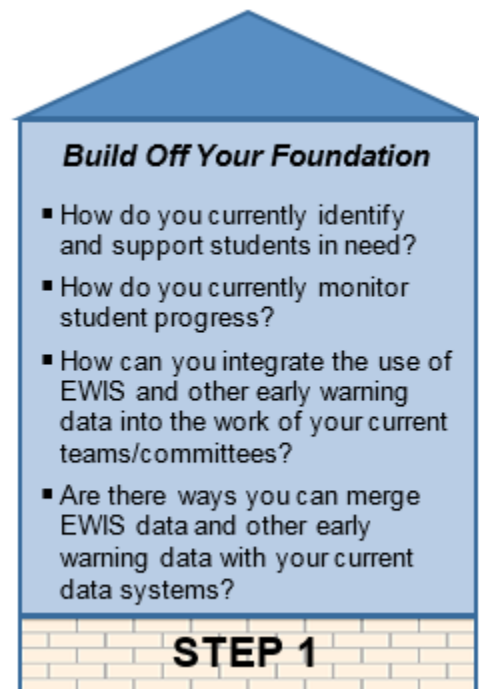 Build Off Your Foundation
▪ How do you currently identify
and support students in need?
▪ How do you currently monitor
student progress?
▪ How can you integrate the use of
EWIS and other early warning
data into the work of your current
teams/committees?
▪ Are there ways you can merge
EWIS data and other early
warning data with your current
data systems?
STEP 1